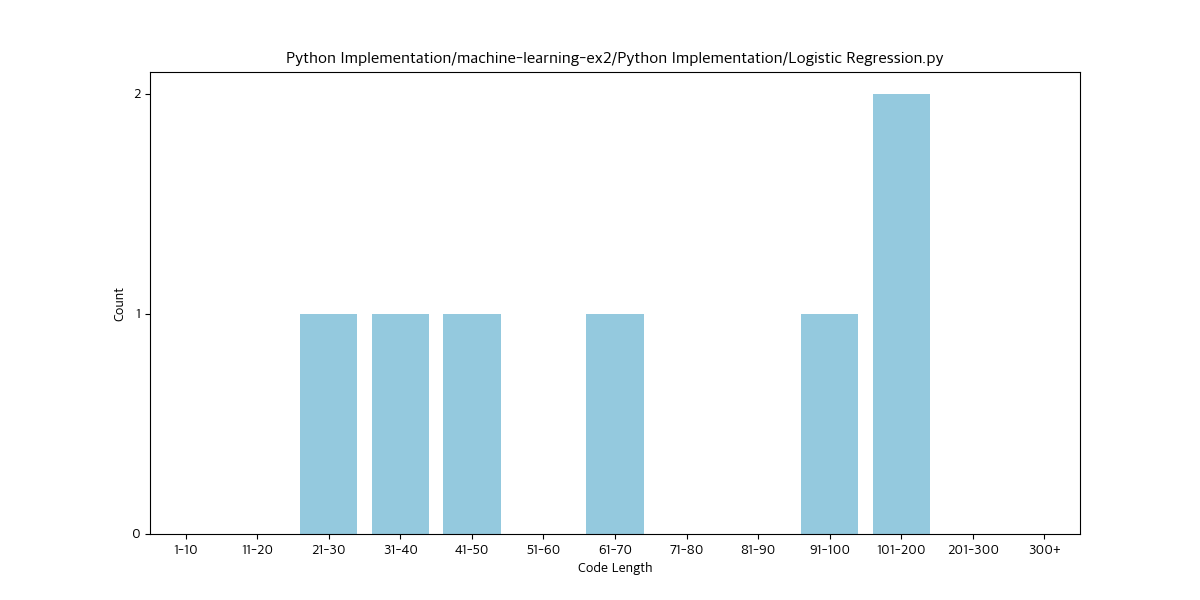 Python Implementation/machine-learning-ex2/Python Implementation/Logistic Regression.py
2
1
0
Count
1-10 11-20 21-30 31-40 41-50 51-60 61-70 71-80 81-90 91-100 101-200 201-300 300+
Code Length